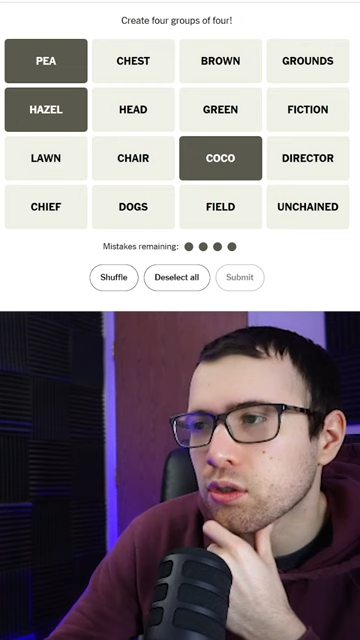 Create four groups of four!
PEA CHEST BROWN GROUNDS
HAZEL HEAD GREEN FICTION
LAWN CHAIR COCO DIRECTOR
CHIEF DOGS FIELD UNCHAINED
Mistakes remaining:
Shuffle Deselect all Submit